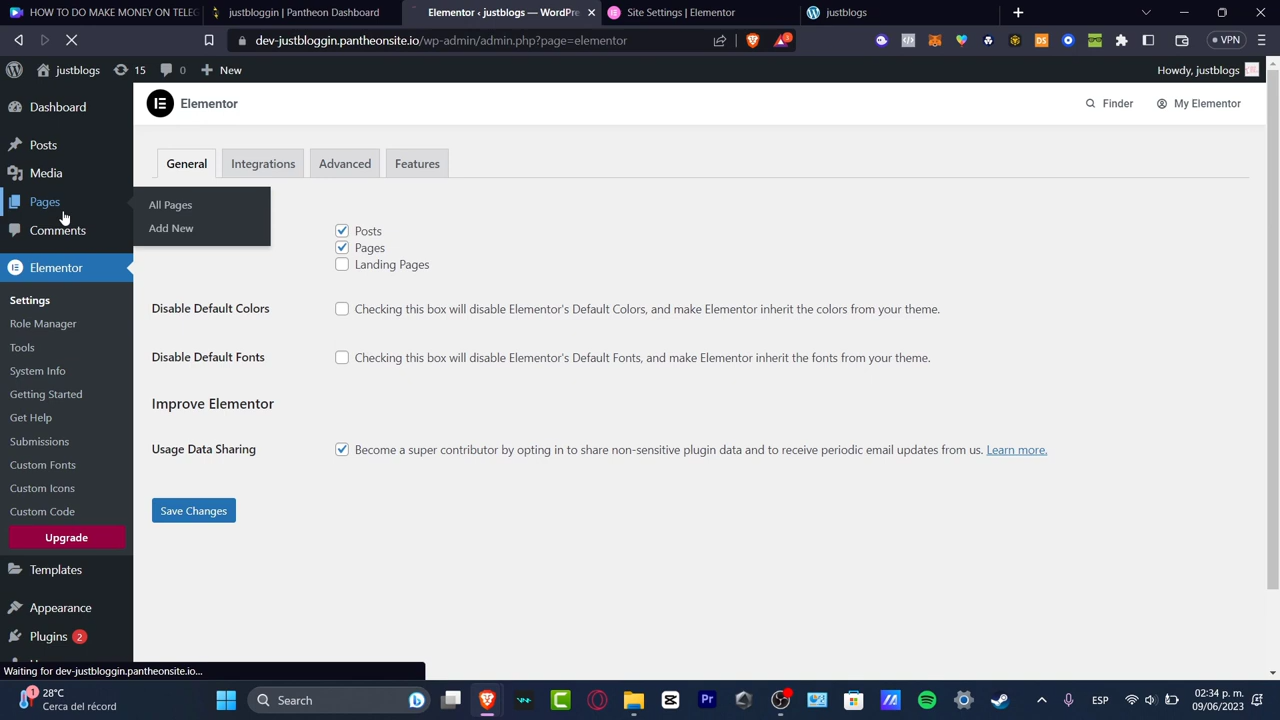 HOW TO DO MAKE MONEY ON TELEG
justbloggin | Pantheon Dashboard
Elementor ‹ justblogs — WordPre
Site Settings | Elementor
justblogs
dev-justbloggin.pantheonsite.io/wp-admin/admin.php?page=elementor
3
DS
VPN
justblogs
15
0
New
Howdy, justblogs
Dashboard
Posts
Media
Pages
Comments
Elementor
Settings
Role Manager
Tools
System Info
Getting Started
Get Help
Submissions
Custom Fonts
Custom Icons
Custom Code
Upgrade
Templates
Appearance
Plugins 2
All Pages
Add New
Elementor
Finder
My Elementor
General
Integrations
Advanced
Features
Posts
Pages
Landing Pages
Disable Default Colors
Checking this box will disable Elementor's Default Colors, and make Elementor inherit the colors from your theme.
Disable Default Fonts
Checking this box will disable Elementor's Default Fonts, and make Elementor inherit the fonts from your theme.
Improve Elementor
Usage Data Sharing
Become a super contributor by opting in to share non-sensitive plugin data and to receive periodic email updates from us. Learn more.
Save Changes
Waiting for dev-justbloggin.pantheonsite.io...
1
28°C
Cerca del récord
Search
Pr
ESP
02:34 p. m.
09/06/2023